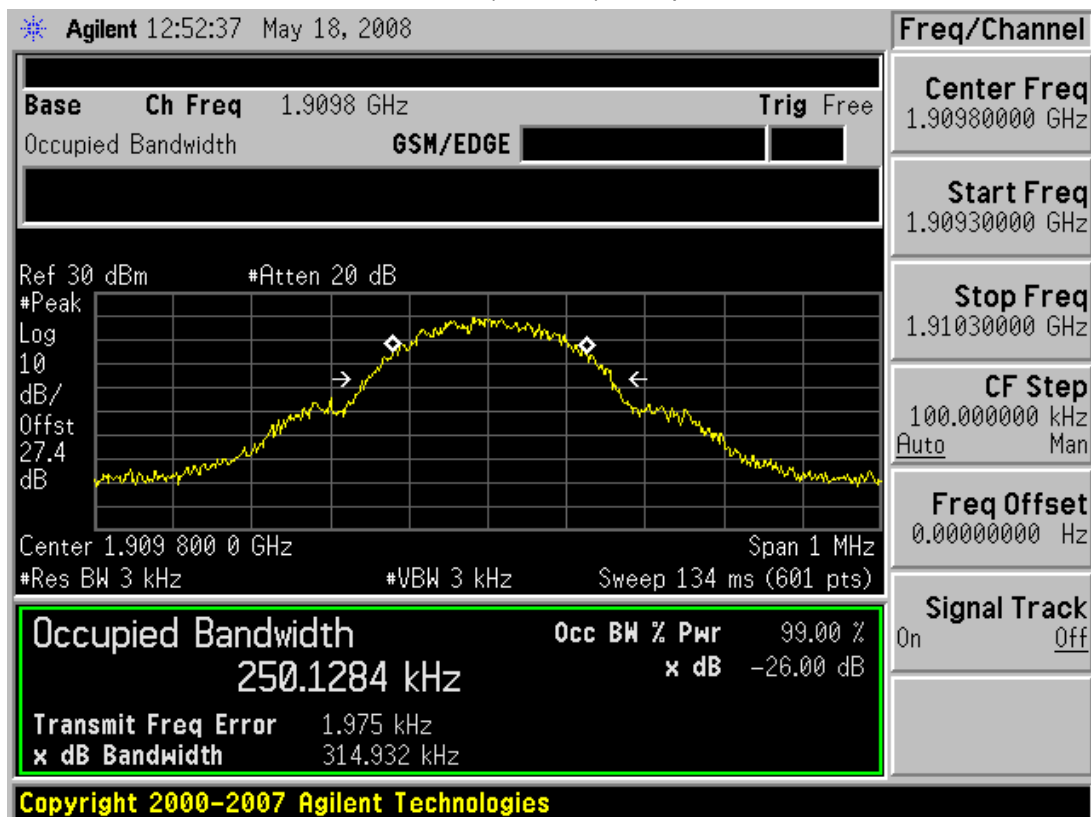 Agilent 12:52:37 May 18, 2008
Freq/Channel
Base Ch Freq 1.9098 GHz Trig Free
Occupied Bandwidth GSM/EDGE
Center Freq
1.90980000 GHz
Start Freq
1.90930000 GHz
Stop Freq
1.91030000 GHz
CF Step
100.000000 kHz
Auto Man
Freq Offset
0.00000000 Hz
Signal Track
On Off
Ref 30 dBm #Atten 20 dB
#Peak
Log
10
dB/
Offst
27.4
dB
Center 1.909 800 0 GHz Span 1 MHz
#Res BW 3 kHz #VBW 3 kHz Sweep 134 ms (601 pts)
Occupied Bandwidth Occ BW % Pwr 99.00 %
250.1284 kHz x dB -26.00 dB
Transmit Freq Error 1.975 kHz
x dB Bandwidth 314.932 kHz
Copyright 2000-2007 Agilent Technologies